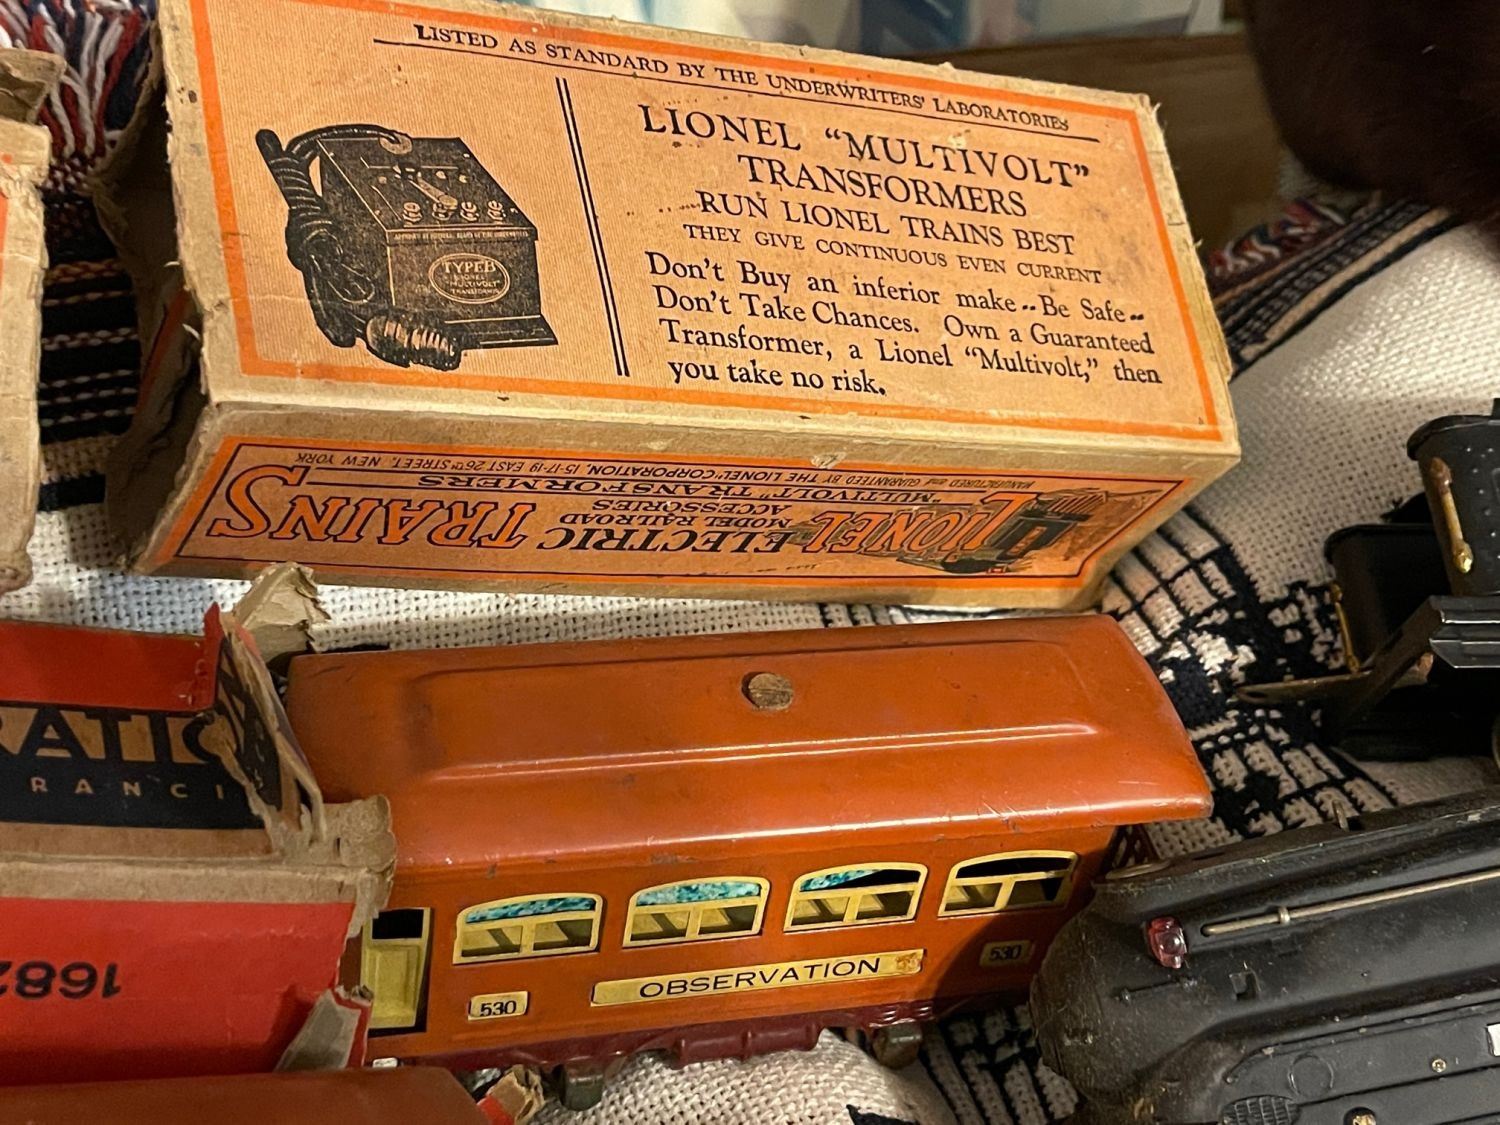 LISTED AS STANDARD BY THE UNDERWRITERS' LABORATORIES
LIONEL "MULTIVOLT"
TRANSFORMERS
RUN LIONEL TRAINS BEST
THEY GIVE CONTINUOUS EVEN CURRENT
Don't Buy an inferior make -- Be Safe --
Don't Take Chances. Own a Guaranteed
Transformer, a Lionel "Multivolt," then
you take no risk.
TYPE B
LIONEL
"MULTIVOLT"
TRANSFORMER
LIONEL ELECTRIC TRAINS
MODEL RAILROAD
ACCESSORIES
"MULTIVOLT" TRANSFORMERS
MANUFACTURED and GUARANTEED BY THE LIONEL CORPORATION, 15-17-19 EAST 26TH STREET, NEW YORK
RATIO
RANCI
1682
530
OBSERVATION
530